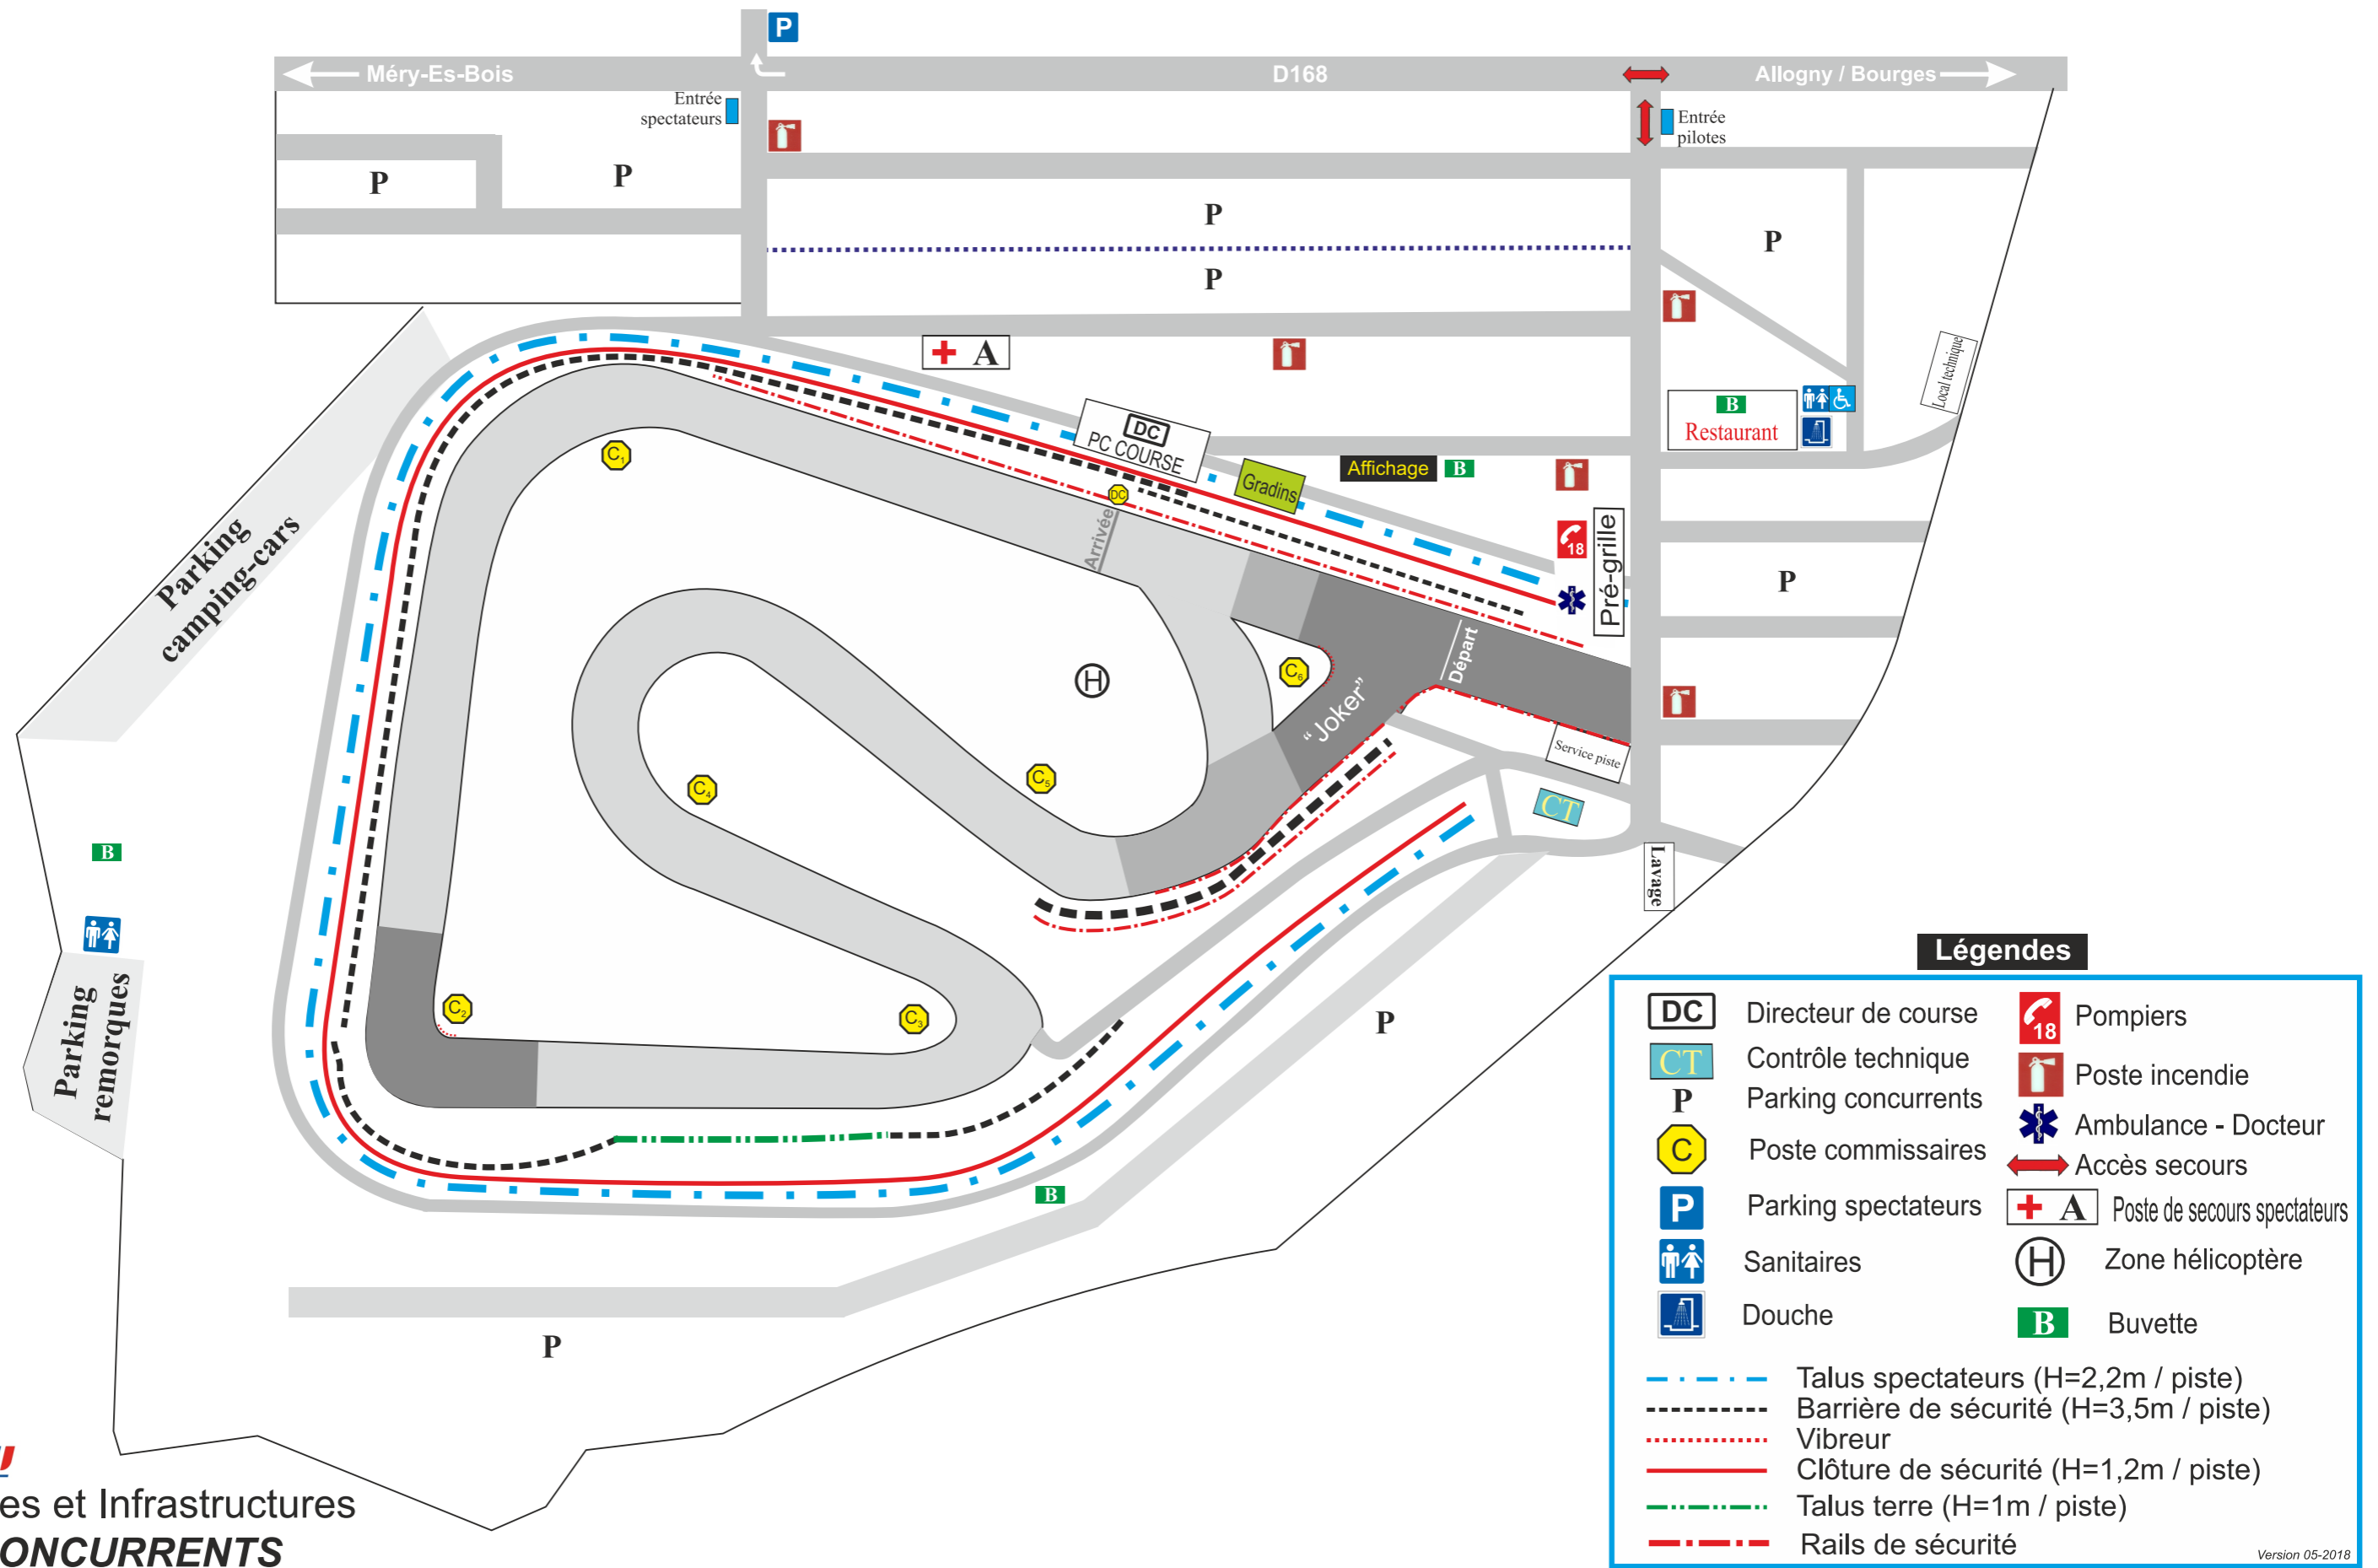 P
Méry-Es-Bois
D168
Allogny / Bourges
Entrée
spectateurs
Entrée
pilotes
P
P
P
P
P
A
B
Restaurant
Local technique
DC
PC COURSE
Gradins
Affichage
B
DC
Arrivée
18
Pré-grille
P
C1
Parking
camping-cars
H
C6
Départ
"Joker"
Service piste
C4
C5
CT
B
Lavage
Parking
remorques
C2
C3
P
B
P
Légendes
DC Directeur de course
CT Contrôle technique
P Parking concurrents
C Poste commissaires
P Parking spectateurs
Sanitaires
Douche
18 Pompiers
Poste incendie
Ambulance - Docteur
Accès secours
A Poste de secours spectateurs
H Zone hélicoptère
B Buvette
Talus spectateurs (H=2,2m / piste)
Barrière de sécurité (H=3,5m / piste)
Vibreur
Clôture de sécurité (H=1,2m / piste)
Talus terre (H=1m / piste)
Rails de sécurité
Version 05-2018
es et Infrastructures
ONCURRENTS